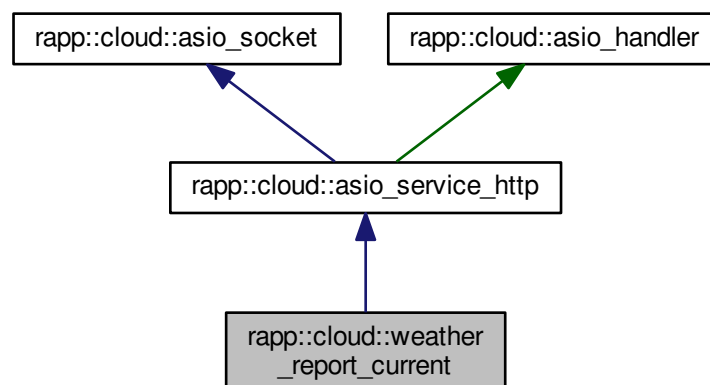 rapp::cloud::asio_socket
rapp::cloud::asio_handler
rapp::cloud::asio_service_http
rapp::cloud::weather
_report_current